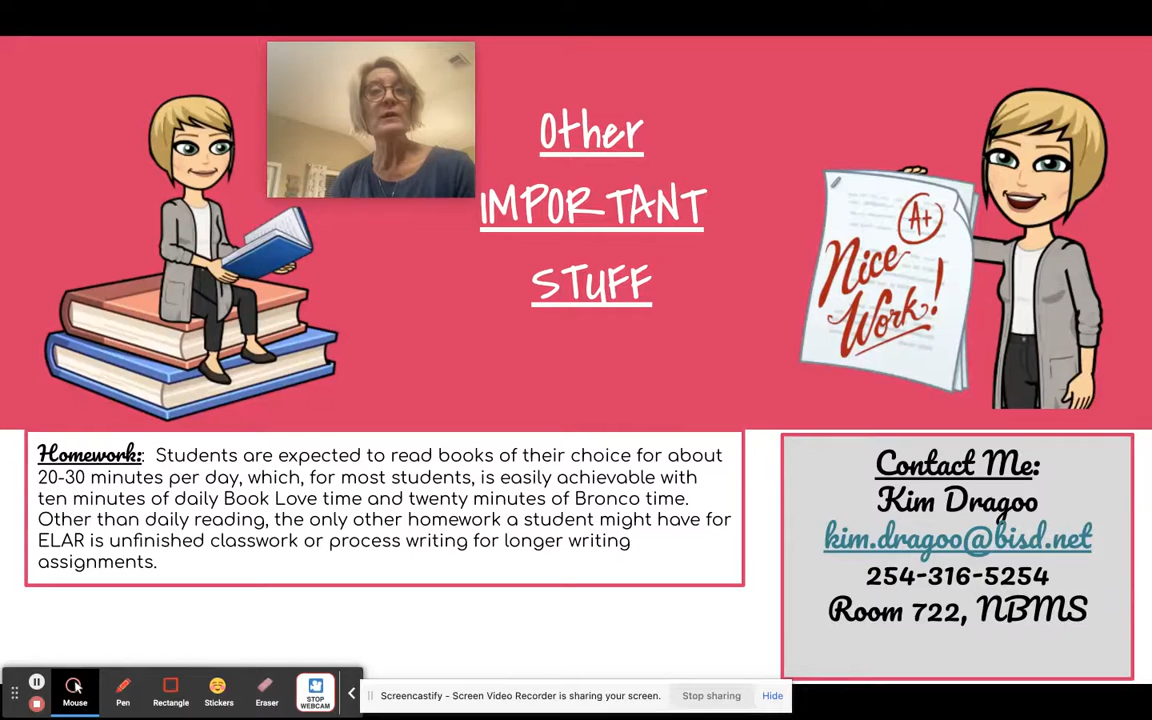 Other
IMPORTANT
STUFF
A+
Nice
Work!
Homework:: Students are expected to read books of their choice for about
20-30 minutes per day, which, for most students, is easily achievable with
ten minutes of daily Book Love time and twenty minutes of Bronco time.
Other than daily reading, the only other homework a student might have for
ELAR is unfinished classwork or process writing for longer writing
assignments.
Contact Me:
Kim Dragoo
kim.dragoo@bisd.net
254-316-5254
Room 722, NBMS
Mouse
Pen
Rectangle
Stickers
Eraser
STOP
WEBCAM
Screencastify - Screen Video Recorder is sharing your screen.
Stop sharing
Hide